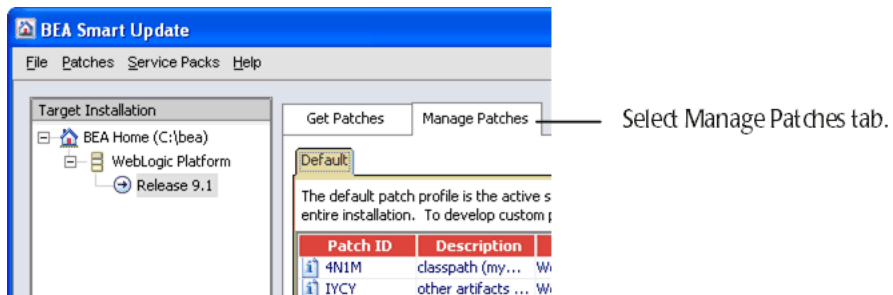 BEA Smart Update
File Patches Service Packs Help
Target Installation
BEA Home (C:\bea)
WebLogic Platform
Release 9.1
Get Patches Manage Patches
Select Manage Patches tab.
Default
The default patch profile is the active s
entire installation. To develop custom p
Patch ID Description
4N1M classpath (my... We
IYCY other artifacts ... We